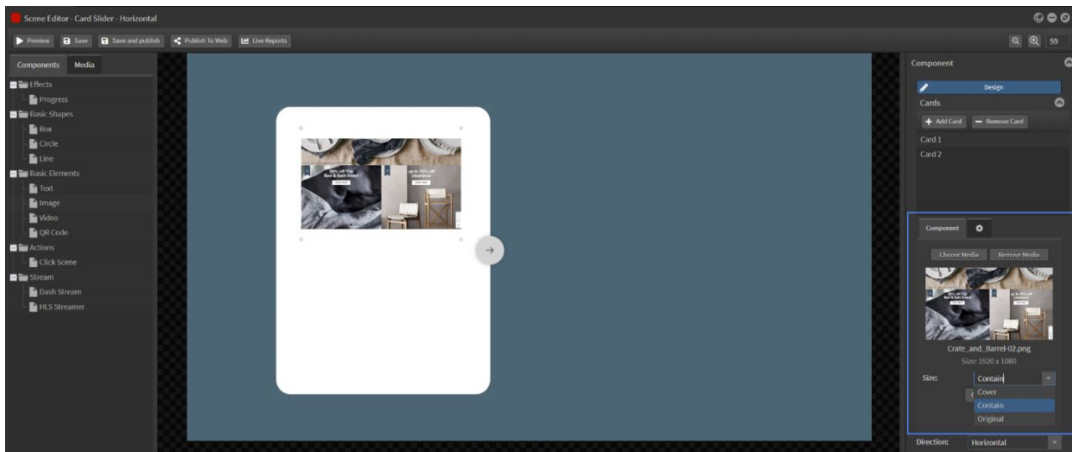 Scene Editor - Card Slider - Horizontal
Preview Save Save and publish Publish To Web Live Reports 59
Components Media
Effects
Progress
Basic Shapes
Box
Circle
Line
Basic Elements
Text
Image
Video
QR Code
Actions
Click Scene
Stream
Dash Stream
HLS Streamer
Component
Design
Cards
Add Card Remove Card
Card 1
Card 2
Component
Choose Media Remove Media
Crate_and_Barrel-02.png
Size: 1920 x 1080
Size: Contain
Cover
Contain
Original
Direction: Horizontal